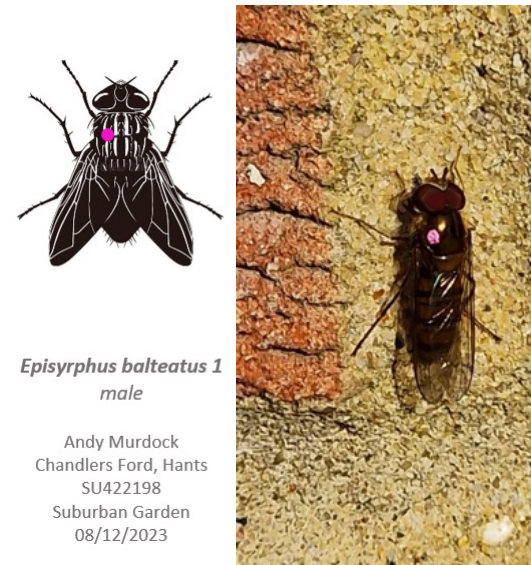 Episyrphus balteatus 1
male
Andy Murdock
Chandlers Ford, Hants
SU422198
Suburban Garden
08/12/2023